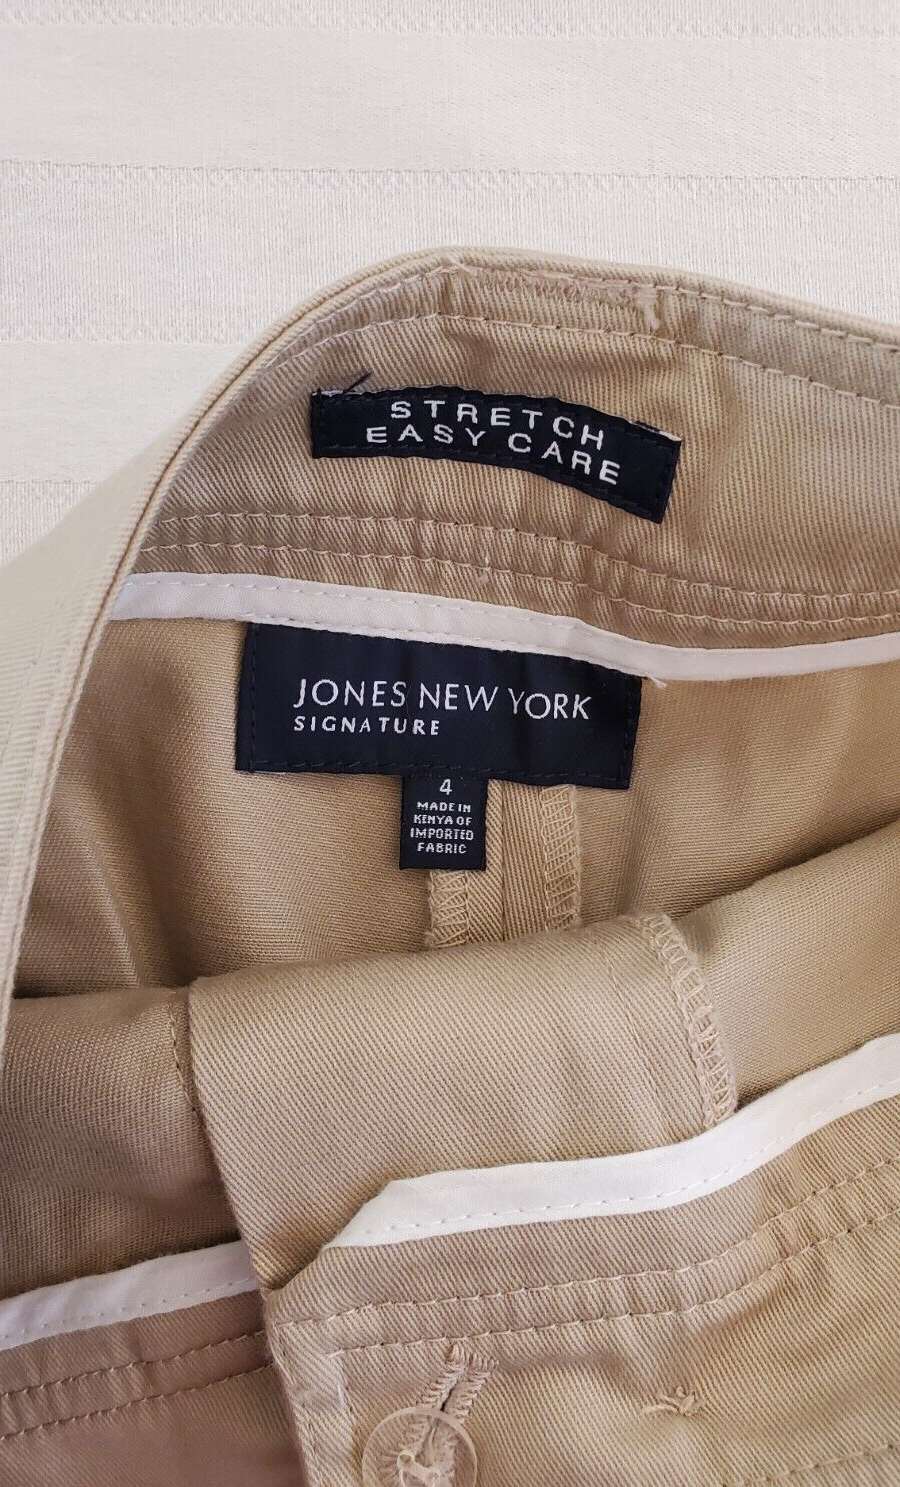 STRETCH
EASY CARE
JONES NEW YORK
SIGNATURE
4
MADE IN
KENYA OF
IMPORTED
FABRIC